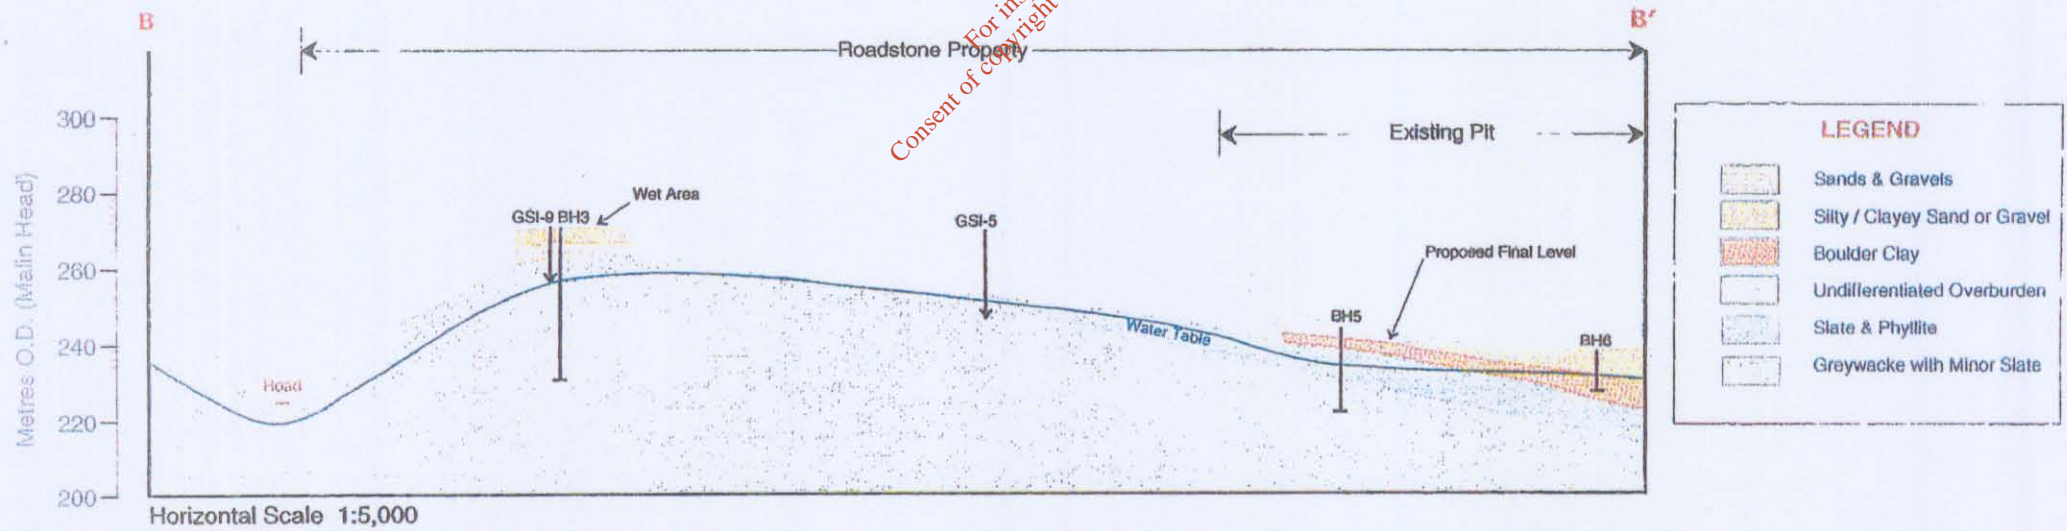 B
B'
For ins
Consent of copyright
Roadstone Property
Existing Pit
300
280
260
240
220
200
Metres O.D. (Malin Head)
GSI-9 BH3
Wet Area
GSI-5
Proposed Final Level
BH5
BH6
Water Table
Road
Horizontal Scale 1:5,000
LEGEND
Sands & Gravels
Silty / Clayey Sand or Gravel
Boulder Clay
Undifferentiated Overburden
Slate & Phyllite
Greywacke with Minor Slate